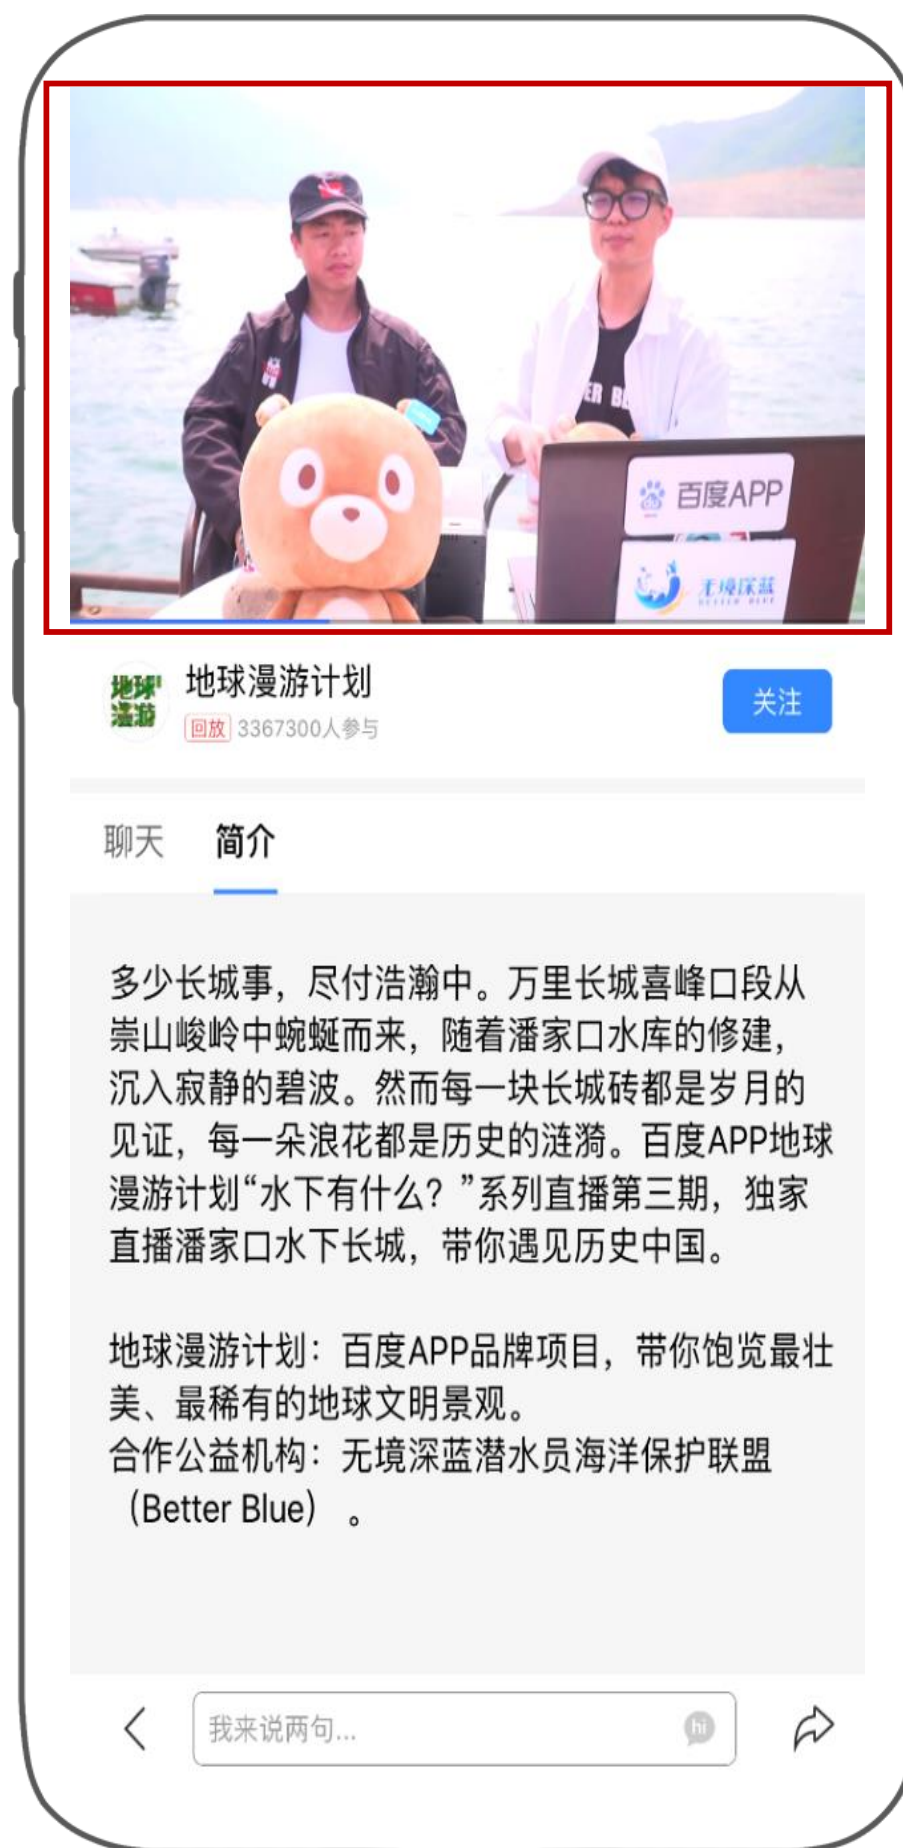 ER BL
百度APP
无境深蓝
BETTER BLUE
地球
漫游
地球漫游计划
回放 3367300人参与
关注
聊天 简介
多少长城事，尽付浩瀚中。万里长城喜峰口段从
崇山峻岭中蜿蜒而来，随着潘家口水库的修建，
沉入寂静的碧波。然而每一块长城砖都是岁月的
见证，每一朵浪花都是历史的涟漪。百度APP地球
漫游计划“水下有什么？”系列直播第三期，独家
直播潘家口水下长城，带你遇见历史中国。
地球漫游计划：百度APP品牌项目，带你饱览最壮
美、最稀有的地球文明景观。
合作公益机构：无境深蓝潜水员海洋保护联盟
（Better Blue） 。
我来说两句... hi